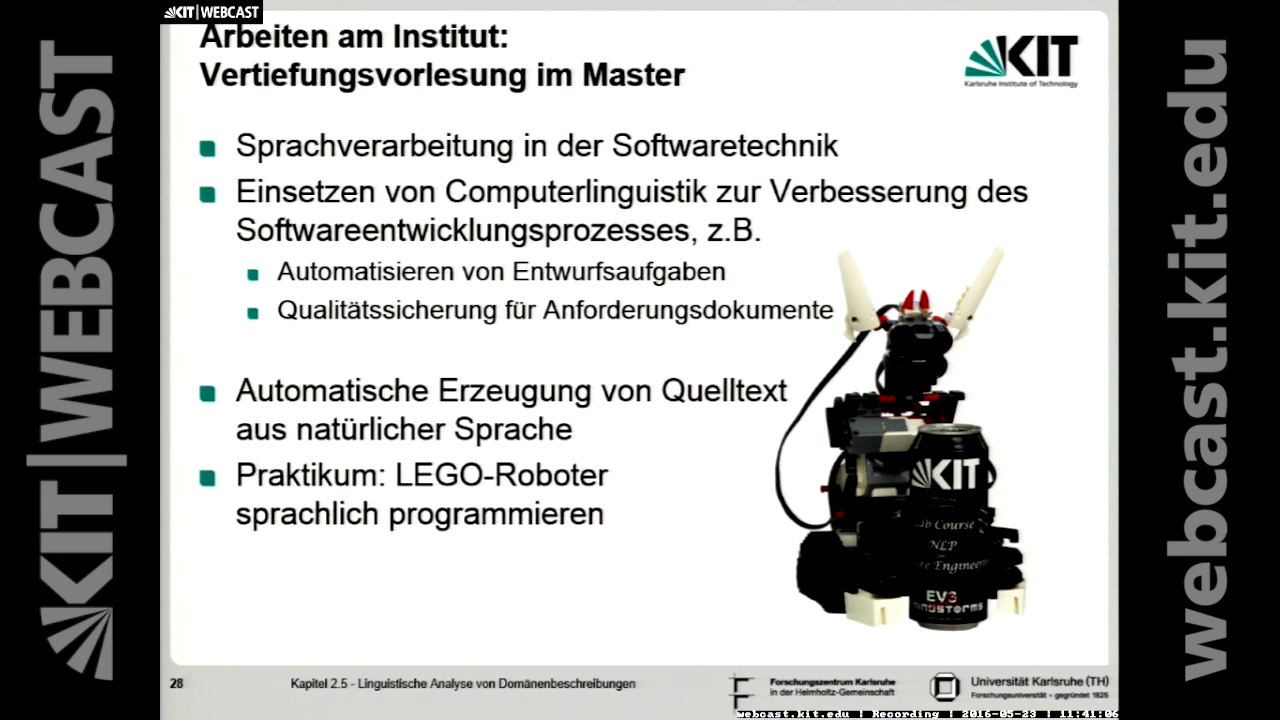 KIT|WEBCAST
KIT|WEBCAST
webcast.kit.edu
Arbeiten am Institut:
Vertiefungsvorlesung im Master
KIT
Karlsruhe Institute of Technology
Sprachverarbeitung in der Softwaretechnik
Einsetzen von Computerlinguistik zur Verbesserung des
Softwareentwicklungsprozesses, z.B.
Automatisieren von Entwurfsaufgaben
Qualitätssicherung für Anforderungsdokumente
Automatische Erzeugung von Quelltext
aus natürlicher Sprache
Praktikum: LEGO-Roboter
sprachlich programmieren
KIT
Course
NLP
EV3
28
Kapitel 2.5 - Linguistische Analyse von Domänenbeschreibungen
Forschungszentrum Karlsruhe
in der Helmholtz-Gemeinschaft
Universität Karlsruhe (TH)
Forschungsuniversität - gegründet 1825
webcast.kit.edu | Recording | 2016-05-23 | 11:41:06